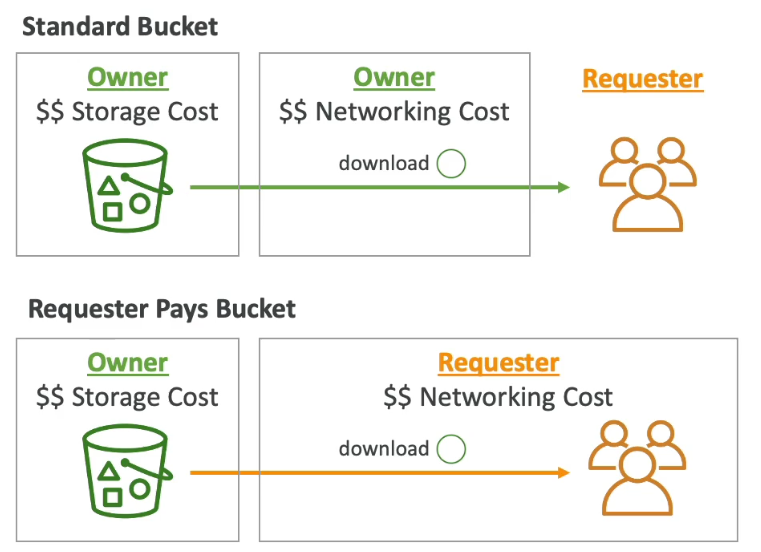 Standard Bucket
Owner
$$ Storage Cost
Owner
$$ Networking Cost
download
Requester
Requester Pays Bucket
Owner
$$ Storage Cost
Requester
$$ Networking Cost
download